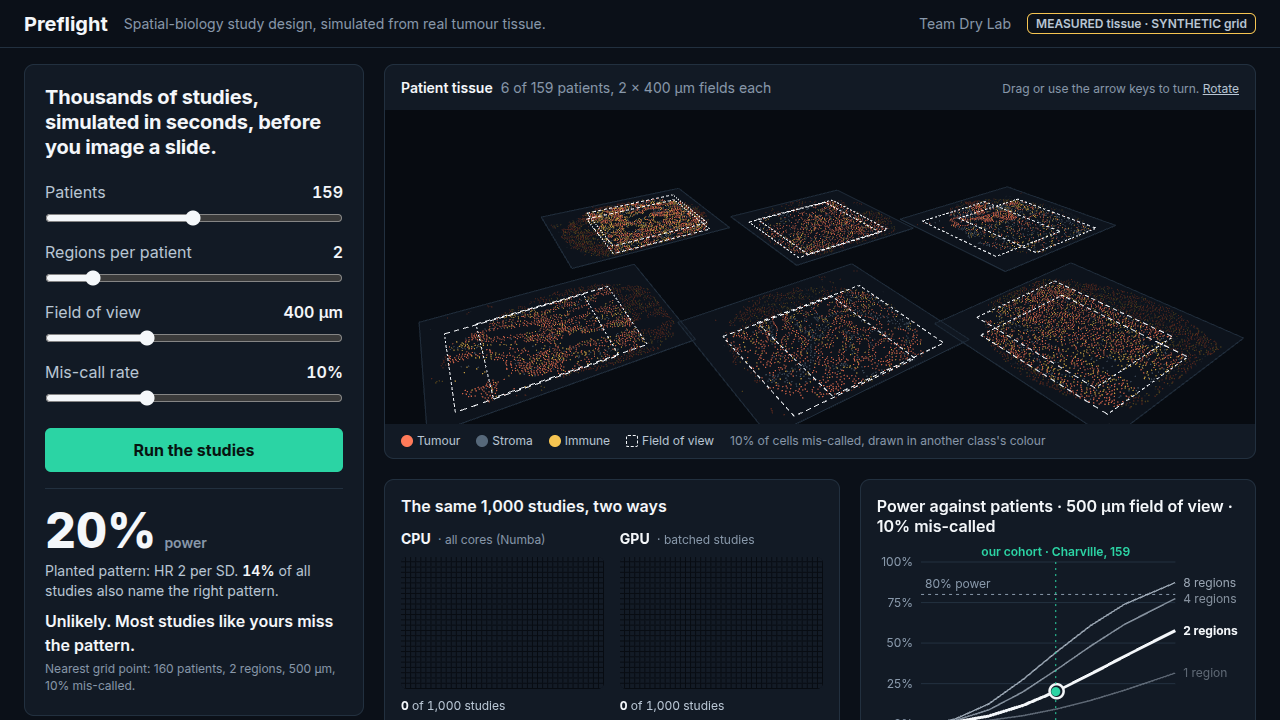 Preflight
Spatial-biology study design, simulated from real tumour tissue.
Team Dry Lab
MEASURED tissue · SYNTHETIC grid
Thousands of studies,
simulated in seconds, before
you image a slide.
Patients 159
Regions per patient 2
Field of view 400 µm
Mis-call rate 10%
Run the studies
20% power
Planted pattern: HR 2 per SD. 14% of all
studies also name the right pattern.
Unlikely. Most studies like yours miss
the pattern.
Nearest grid point: 160 patients, 2 regions, 500 µm,
10% mis-called.
Patient tissue 6 of 159 patients, 2 × 400 µm fields each
Drag or use the arrow keys to turn. Rotate
Tumour Stroma Immune Field of view 10% of cells mis-called, drawn in another class's colour
The same 1,000 studies, two ways
CPU · all cores (Numba)
GPU · batched studies
0 of 1,000 studies
0 of 1,000 studies
Power against patients · 500 µm field of view ·
10% mis-called
our cohort · Charville, 159
100%
80% power
75%
50%
25%
8 regions
4 regions
2 regions
1 region